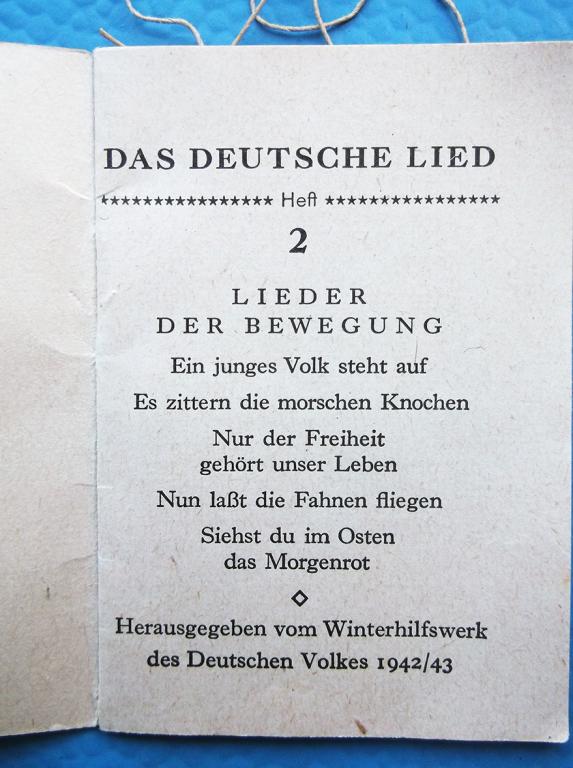 DAS DEUTSCHE LIED
**************** Heft ****************
2
LIEDER
DER BEWEGUNG
Ein junges Volk steht auf
Es zittern die morschen Knochen
Nur der Freiheit
gehört unser Leben
Nun laßt die Fahnen fliegen
Siehst du im Osten
das Morgenrot
Herausgegeben vom Winterhilfswerk
des Deutschen Volkes 1942/43